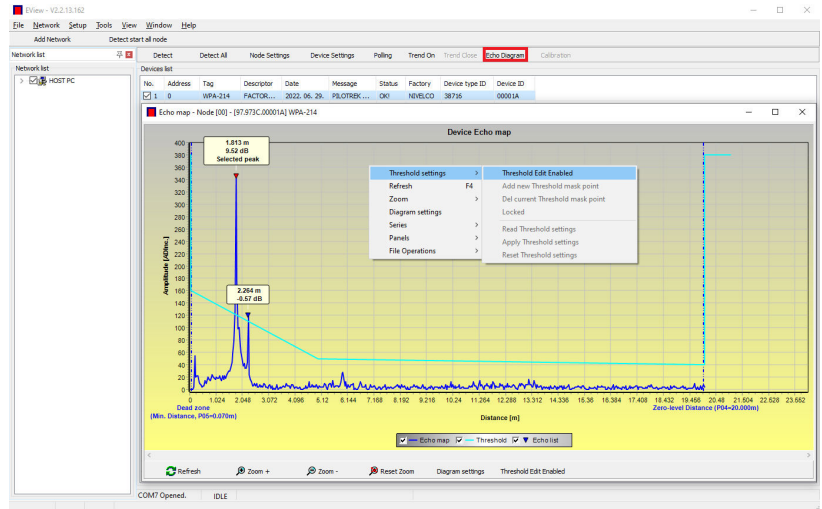 EView - V2.2.13.162
File Network Setup Tools View Window Help
Add Network Detect start all node
Network list
Detect Detect All Node Settings Device Settings Polling Trend On Trend Close Echo Diagram Calibration
Network list
Devices list
HOST PC
No. Address Tag Descriptor Date Message Status Factory Device type ID Device ID
1 0 WPA-214 FACTOR... 2022. 06. 29. PILOTREK ... OK! NIVELCO 38716 00001A
Echo map - Node [00] - [97.973C.00001A] WPA-214
Device Echo map
1.813 m
9.52 dB
Selected peak
2.264 m
-0.57 dB
Threshold settings
Refresh F4
Zoom
Diagram settings
Series
Panels
File Operations
Threshold Edit Enabled
Add new Threshold mask point
Del current Threshold mask point
Locked
Read Threshold settings
Apply Threshold settings
Reset Threshold settings
Amplitude [ADInc.]
400
380
360
340
320
300
280
260
240
220
200
180
160
140
120
100
80
60
40
20
0
0 1.024 2.048 3.072 4.096 5.12 6.144 7.168 8.192 9.216 10.24 11.264 12.288 13.312 14.336 15.36 16.384 17.408 18.432 19.456 20.48 21.504 22.528 23.552
Dead zone
(Min. Distance, P05=0.070m)
Zero-level Distance (P04=20.000m)
Distance [m]
Echo map Threshold Echo list
Refresh Zoom + Zoom - Reset Zoom Diagram settings Threshold Edit Enabled
COM7 Opened. IDLE